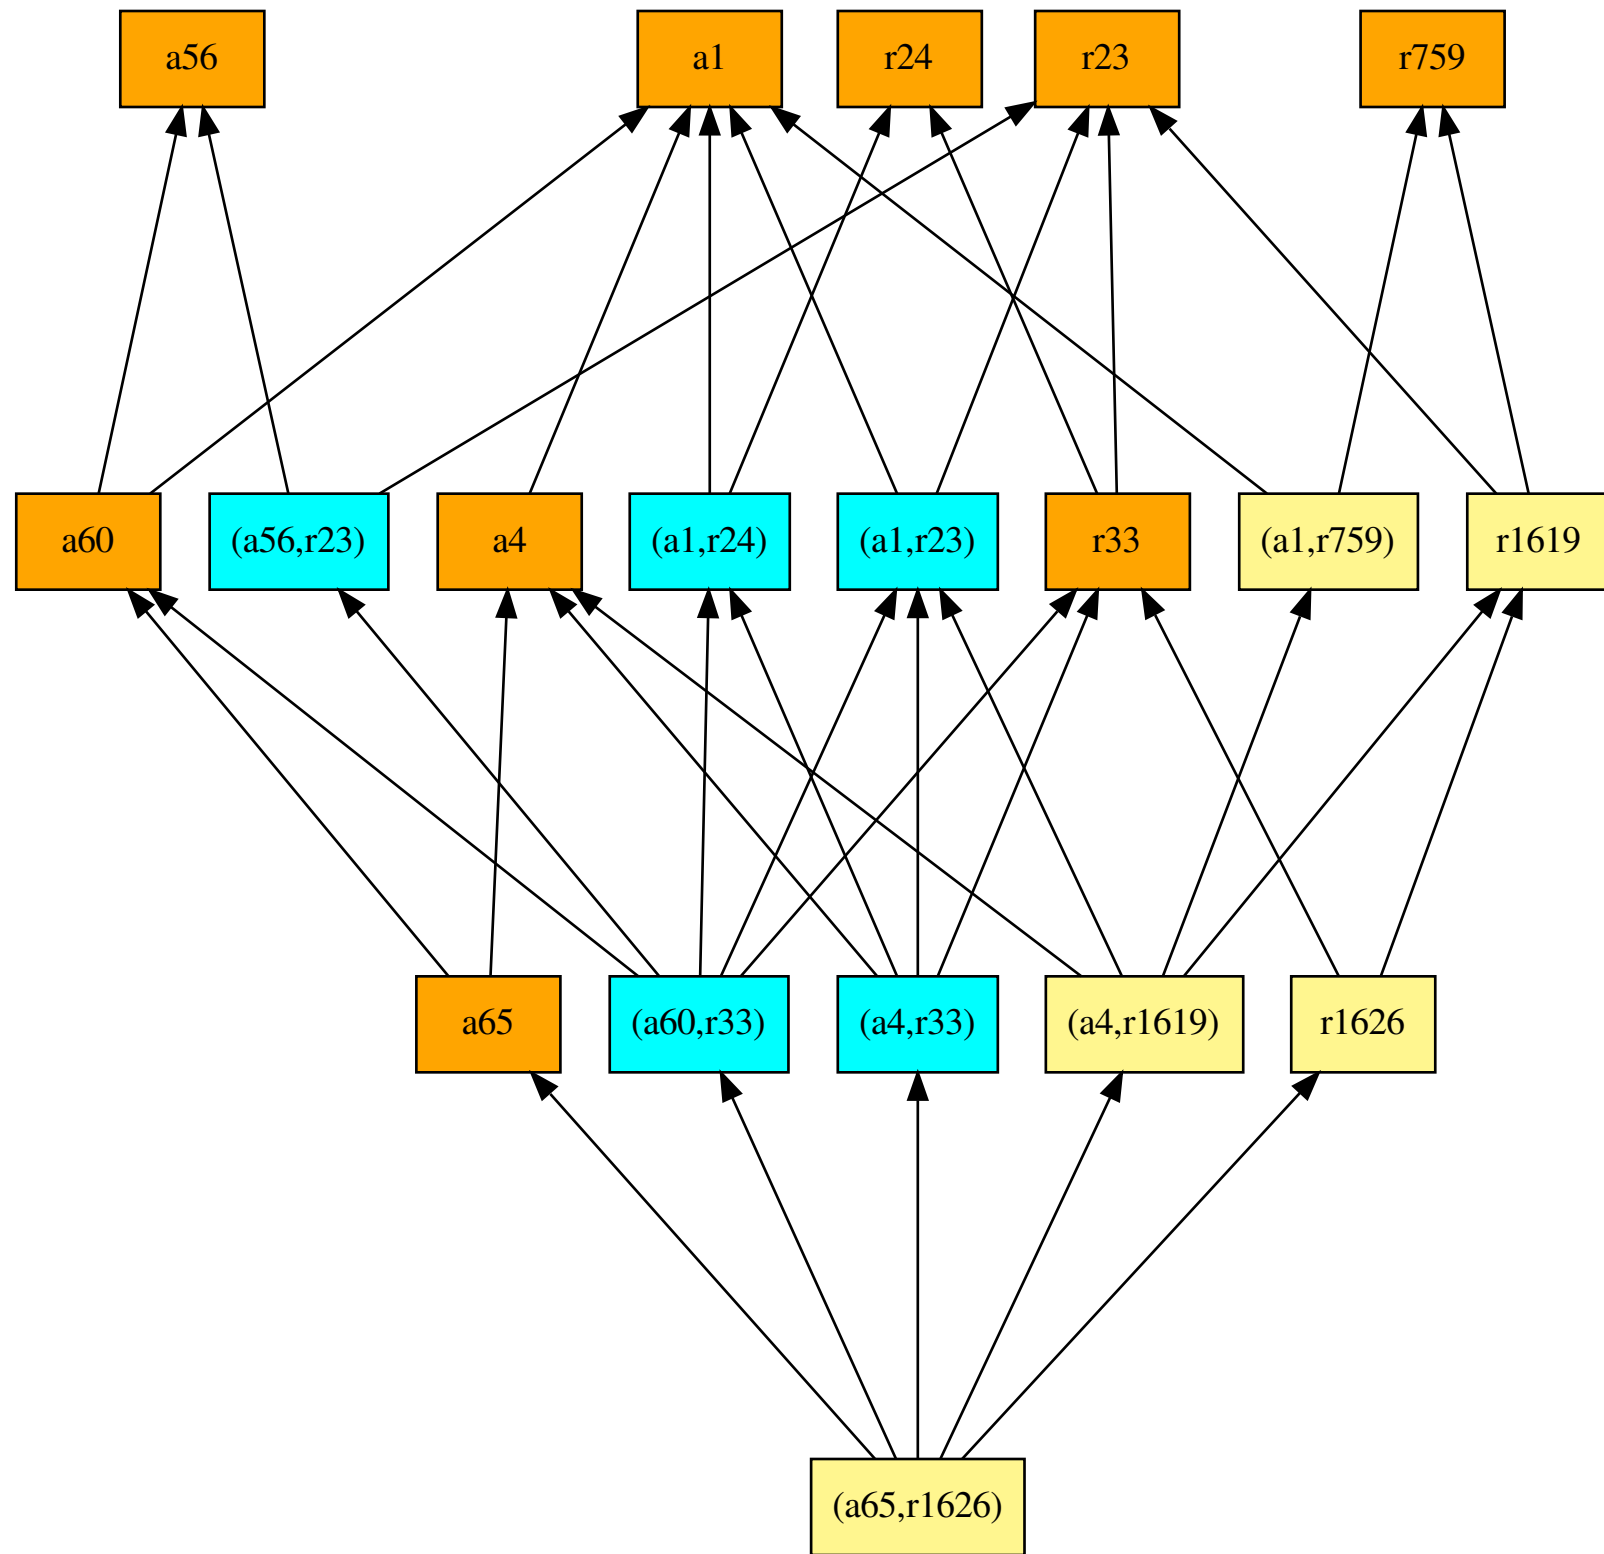 a56
a1
r24
r23
r759
a60
(a56,r23)
a4
(a1,r24)
(a1,r23)
r33
(a1,r759)
r1619
a65
(a60,r33)
(a4,r33)
(a4,r1619)
r1626
(a65,r1626)